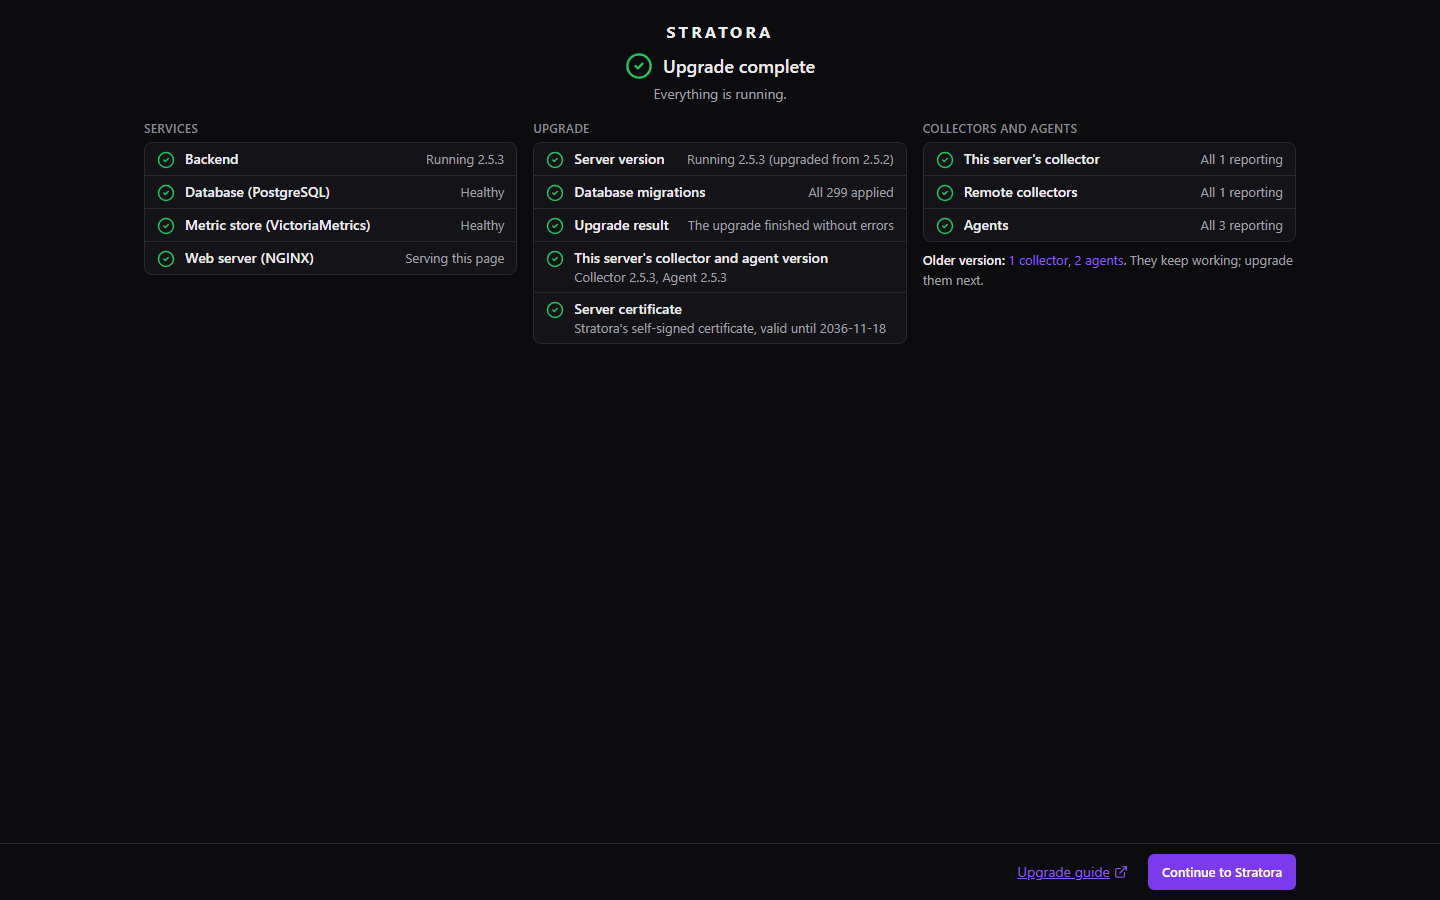 STRATORA
Upgrade complete
Everything is running.
SERVICES
Backend Running 2.5.3
Database (PostgreSQL) Healthy
Metric store (VictoriaMetrics) Healthy
Web server (NGINX) Serving this page
UPGRADE
Server version Running 2.5.3 (upgraded from 2.5.2)
Database migrations All 299 applied
Upgrade result The upgrade finished without errors
This server's collector and agent version
Collector 2.5.3, Agent 2.5.3
Server certificate
Stratora's self-signed certificate, valid until 2036-11-18
COLLECTORS AND AGENTS
This server's collector All 1 reporting
Remote collectors All 1 reporting
Agents All 3 reporting
Older version: 1 collector, 2 agents. They keep working; upgrade
them next.
Upgrade guide
Continue to Stratora